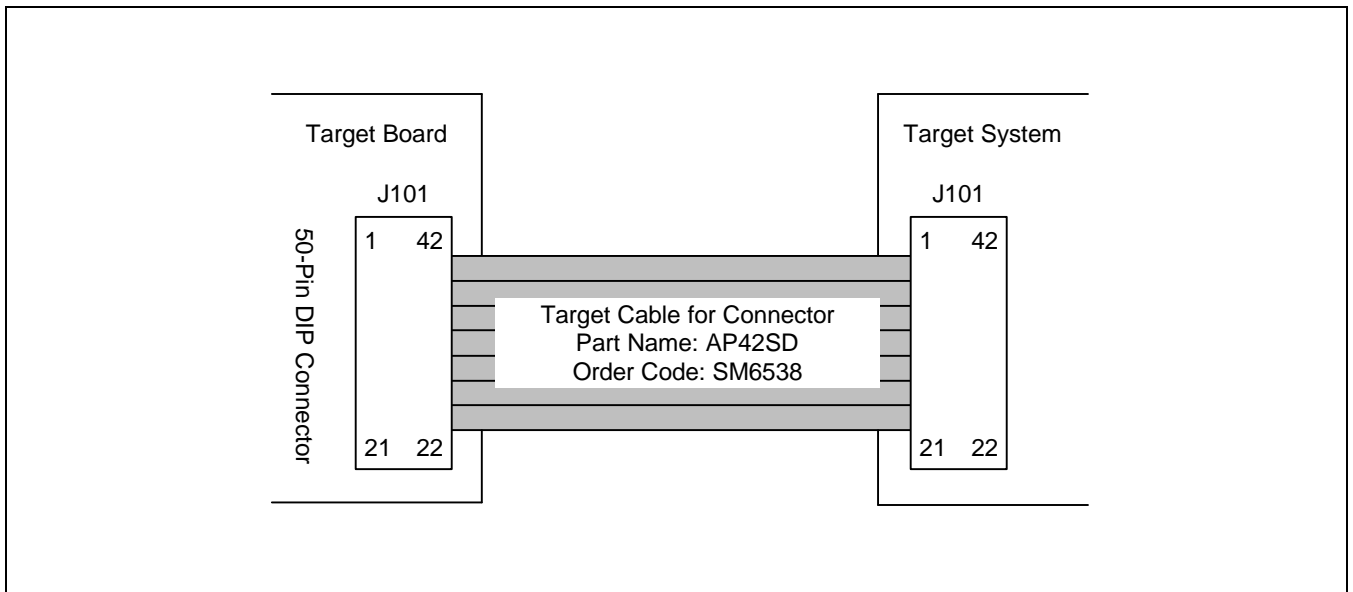 Target Board
J101
1 42
21 22
50-Pin DIP Connector
Target Cable for Connector
Part Name: AP42SD
Order Code: SM6538
Target System
J101
1 42
21 22